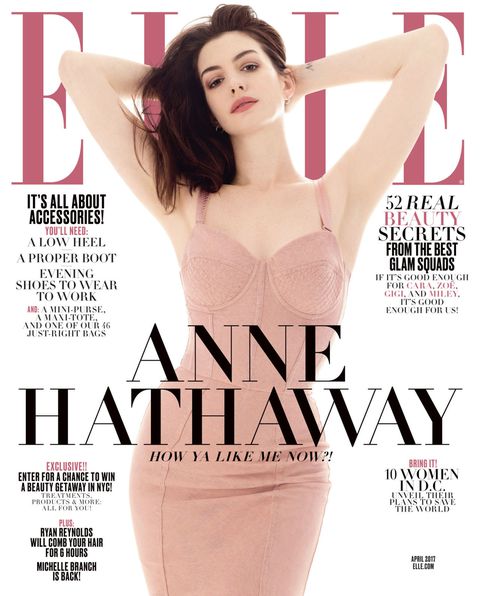 ELLE
IT'S ALL ABOUT
ACCESSORIES!
YOU'LL NEED:
A LOW HEEL
A PROPER BOOT
EVENING
SHOES TO WEAR
TO WORK
AND: A MINI-PURSE,
A MAXI-TOTE,
AND ONE OF OUR 46
JUST-RIGHT BAGS
52 REAL
BEAUTY
SECRETS
FROM THE BEST
GLAM SQUADS
IF IT'S GOOD ENOUGH
FOR CARA, ZOË,
GIGI, AND MILEY,
IT'S GOOD
ENOUGH FOR US!
ANNE
HATHAWAY
HOW YA LIKE ME NOW?!
EXCLUSIVE!!
ENTER FOR A CHANCE TO WIN
A BEAUTY GETAWAY IN NYC!
TREATMENTS,
PRODUCTS & MORE:
ALL FOR YOU!
PLUS:
RYAN REYNOLDS
WILL COMB YOUR HAIR
FOR 6 HOURS
MICHELLE BRANCH
IS BACK!
BRING IT!
10 WOMEN
IN D.C.
UNVEIL THEIR
PLANS TO SAVE
THE WORLD
APRIL 2017
ELLE.COM